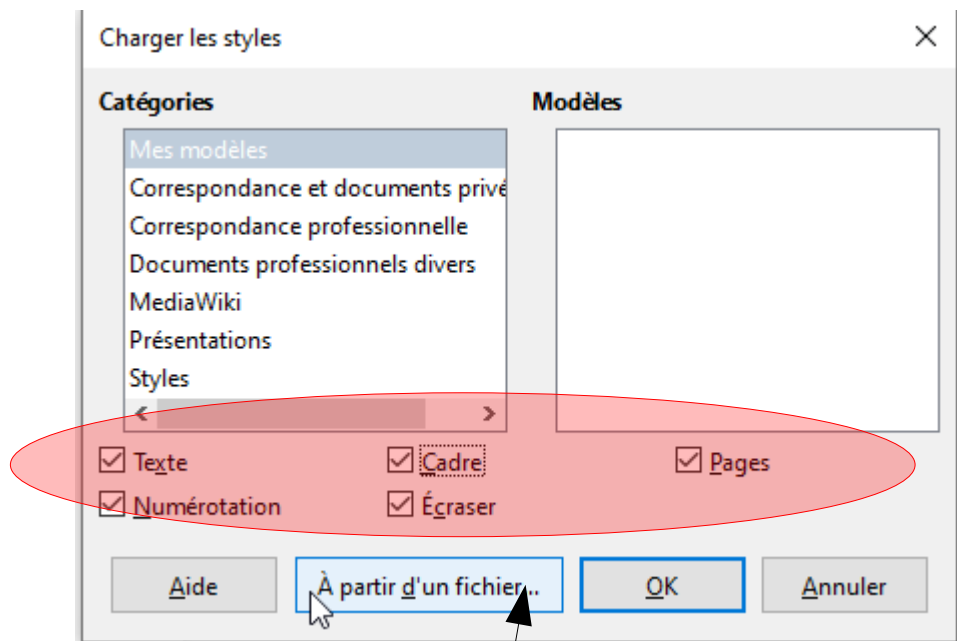 Charger les styles
Catégories
Modèles
Mes modèles
Correspondance et documents privé
Correspondance professionnelle
Documents professionnels divers
MediaWiki
Présentations
Styles
Texte
Cadre
Pages
Numérotation
Écraser
Aide
À partir d'un fichier...
OK
Annuler